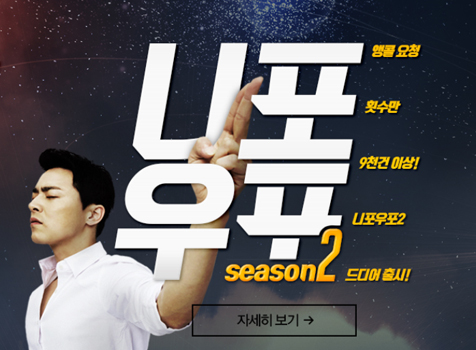 니포
우포
season2
앵콜 요청
횟수만
9천건 이상!
니포우포2
드디어 출시!
자세히 보기 →